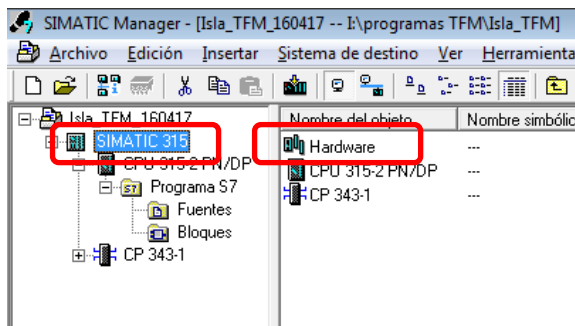 SIMATIC Manager - [Isla_TFM_160417 -- I:\programas TFM\Isla_TFM]
Archivo Edición Insertar Sistema de destino Ver Herramienta
Isla_TFM_160417
SIMATIC 315
CPU 315-2 PN/DP
Programa S7
Fuentes
Bloques
CP 343-1
Nombre del objeto Nombre simbólic
Hardware ---
CPU 315-2 PN/DP ---
CP 343-1 ---